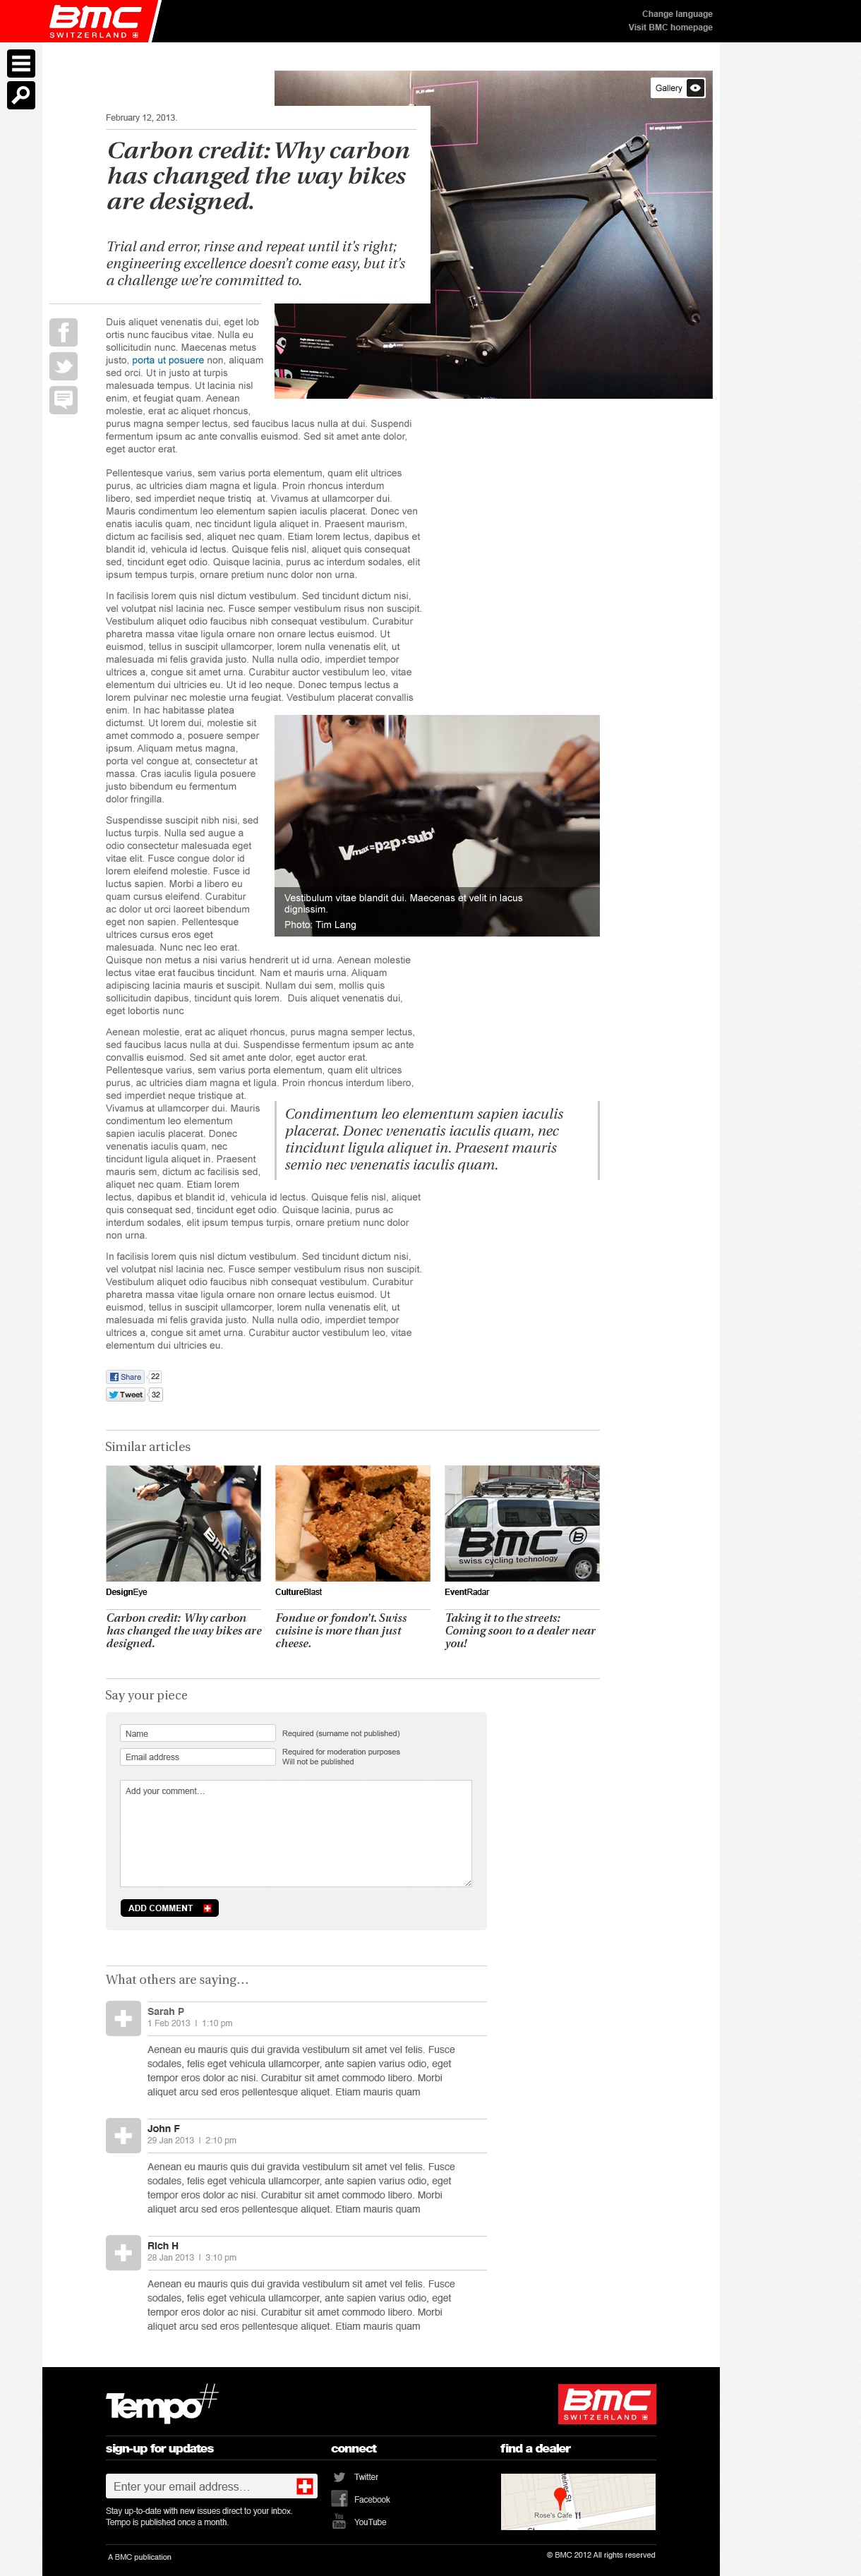 BMC
SWITZERLAND
Change language
Visit BMC homepage
Gallery
February 12, 2013.
Carbon credit: Why carbon
has changed the way bikes
are designed.
Trial and error, rinse and repeat until it's right;
engineering excellence doesn't come easy, but it's
a challenge we're committed to.
Duis aliquet venenatis dui, eget lob
ortis nunc faucibus vitae. Nulla eu
sollicitudin nunc. Maecenas metus
justo, porta ut posuere non, aliquam
sed orci. Ut in justo at turpis
malesuada tempus. Ut lacinia nisl
enim, et feugiat quam. Aenean
molestie, erat ac aliquet rhoncus,
purus magna semper lectus, sed faucibus lacus nulla at dui. Suspendi
fermentum ipsum ac ante convallis euismod. Sed sit amet ante dolor,
eget auctor erat.
Pellentesque varius, sem varius porta elementum, quam elit ultrices
purus, ac ultricies diam magna et ligula. Proin rhoncus interdum
libero, sed imperdiet neque tristiq  at. Vivamus at ullamcorper dui.
Mauris condimentum leo elementum sapien iaculis placerat. Donec ven
enatis iaculis quam, nec tincidunt ligula aliquet in. Praesent maurism,
dictum ac facilisis sed, aliquet nec quam. Etiam lorem lectus, dapibus et
blandit id, vehicula id lectus. Quisque felis nisl, aliquet quis consequat
sed, tincidunt eget odio. Quisque lacinia, purus ac interdum sodales, elit
ipsum tempus turpis, ornare pretium nunc dolor non urna.
In facilisis lorem quis nisl dictum vestibulum. Sed tincidunt dictum nisi,
vel volutpat nisl lacinia nec. Fusce semper vestibulum risus non suscipit.
Vestibulum aliquet odio faucibus nibh consequat vestibulum. Curabitur
pharetra massa vitae ligula ornare non ornare lectus euismod. Ut
euismod, tellus in suscipit ullamcorper, lorem nulla venenatis elit, ut
malesuada mi felis gravida justo. Nulla nulla odio, imperdiet tempor
ultrices a, congue sit amet urna. Curabitur auctor vestibulum leo, vitae
elementum dui ultricies eu. Ut id leo neque. Donec tempus lectus a
lorem pulvinar nec molestie urna feugiat. Vestibulum placerat convallis
enim. In hac habitasse platea
dictumst. Ut lorem dui, molestie sit
amet commodo a, posuere semper
ipsum. Aliquam metus magna,
porta vel congue at, consectetur at
massa. Cras iaculis ligula posuere
justo bibendum eu fermentum
dolor fringilla.
Vmax=p2p×sub⁴
Vestibulum vitae blandit dui. Maecenas et velit in lacus
dignissim.
Photo: Tim Lang
Suspendisse suscipit nibh nisi, sed
luctus turpis. Nulla sed augue a
odio consectetur malesuada eget
vitae elit. Fusce congue dolor id
lorem eleifend molestie. Fusce id
luctus sapien. Morbi a libero eu
quam cursus eleifend. Curabitur
ac dolor ut orci laoreet bibendum
eget non sapien. Pellentesque
ultrices cursus eros eget
malesuada. Nunc nec leo erat.
Quisque non metus a nisi varius hendrerit ut id urna. Aenean molestie
lectus vitae erat faucibus tincidunt. Nam et mauris urna. Aliquam
adipiscing lacinia mauris et suscipit. Nullam dui sem, mollis quis
sollicitudin dapibus, tincidunt quis lorem.  Duis aliquet venenatis dui,
eget lobortis nunc
Aenean molestie, erat ac aliquet rhoncus, purus magna semper lectus,
sed faucibus lacus nulla at dui. Suspendisse fermentum ipsum ac ante
convallis euismod. Sed sit amet ante dolor, eget auctor erat.
Pellentesque varius, sem varius porta elementum, quam elit ultrices
purus, ac ultricies diam magna et ligula. Proin rhoncus interdum libero,
sed imperdiet neque tristique at.
Vivamus at ullamcorper dui. Mauris
condimentum leo elementum
sapien iaculis placerat. Donec
venenatis iaculis quam, nec
tincidunt ligula aliquet in. Praesent
mauris sem, dictum ac facilisis sed,
aliquet nec quam. Etiam lorem
lectus, dapibus et blandit id, vehicula id lectus. Quisque felis nisl, aliquet
quis consequat sed, tincidunt eget odio. Quisque lacinia, purus ac
interdum sodales, elit ipsum tempus turpis, ornare pretium nunc dolor
non urna.
Condimentum leo elementum sapien iaculis
placerat. Donec venenatis iaculis quam, nec
tincidunt ligula aliquet in. Praesent mauris
semio nec venenatis iaculis quam.
In facilisis lorem quis nisl dictum vestibulum. Sed tincidunt dictum nisi,
vel volutpat nisl lacinia nec. Fusce semper vestibulum risus non suscipit.
Vestibulum aliquet odio faucibus nibh consequat vestibulum. Curabitur
pharetra massa vitae ligula ornare non ornare lectus euismod. Ut
euismod, tellus in suscipit ullamcorper, lorem nulla venenatis elit, ut
malesuada mi felis gravida justo. Nulla nulla odio, imperdiet tempor
ultrices a, congue sit amet urna. Curabitur auctor vestibulum leo, vitae
elementum dui ultricies eu.
Share 22
Tweet 32
Similar articles
BMC
BMC
swiss cycling technology
DesignEye
CultureBlast
EventRadar
Carbon credit: Why carbon
has changed the way bikes are
designed.
Fondue or fondon't. Swiss
cuisine is more than just
cheese.
Taking it to the streets:
Coming soon to a dealer near
you!
Say your piece
Name
Required (surname not published)
Email address
Required for moderation purposes
Will not be published
Add your comment...
ADD COMMENT
What others are saying...
Sarah P
1 Feb 2013 | 1:10 pm
Aenean eu mauris quis dui gravida vestibulum sit amet vel felis. Fusce
sodales, felis eget vehicula ullamcorper, ante sapien varius odio, eget
tempor eros dolor ac nisi. Curabitur sit amet commodo libero. Morbi
aliquet arcu sed eros pellentesque aliquet. Etiam mauris quam
John F
29 Jan 2013 | 2:10 pm
Aenean eu mauris quis dui gravida vestibulum sit amet vel felis. Fusce
sodales, felis eget vehicula ullamcorper, ante sapien varius odio, eget
tempor eros dolor ac nisi. Curabitur sit amet commodo libero. Morbi
aliquet arcu sed eros pellentesque aliquet. Etiam mauris quam
Rich H
28 Jan 2013 | 3:10 pm
Aenean eu mauris quis dui gravida vestibulum sit amet vel felis. Fusce
sodales, felis eget vehicula ullamcorper, ante sapien varius odio, eget
tempor eros dolor ac nisi. Curabitur sit amet commodo libero. Morbi
aliquet arcu sed eros pellentesque aliquet. Etiam mauris quam
Tempo#
BMC
SWITZERLAND
sign-up for updates
connect
find a dealer
Enter your email address...
Stay up-to-date with new issues direct to your inbox.
Tempo is published once a month.
Twitter
Facebook
You Tube
YouTube
Rose's Cafe
A BMC publication
© BMC 2012 All rights reserved